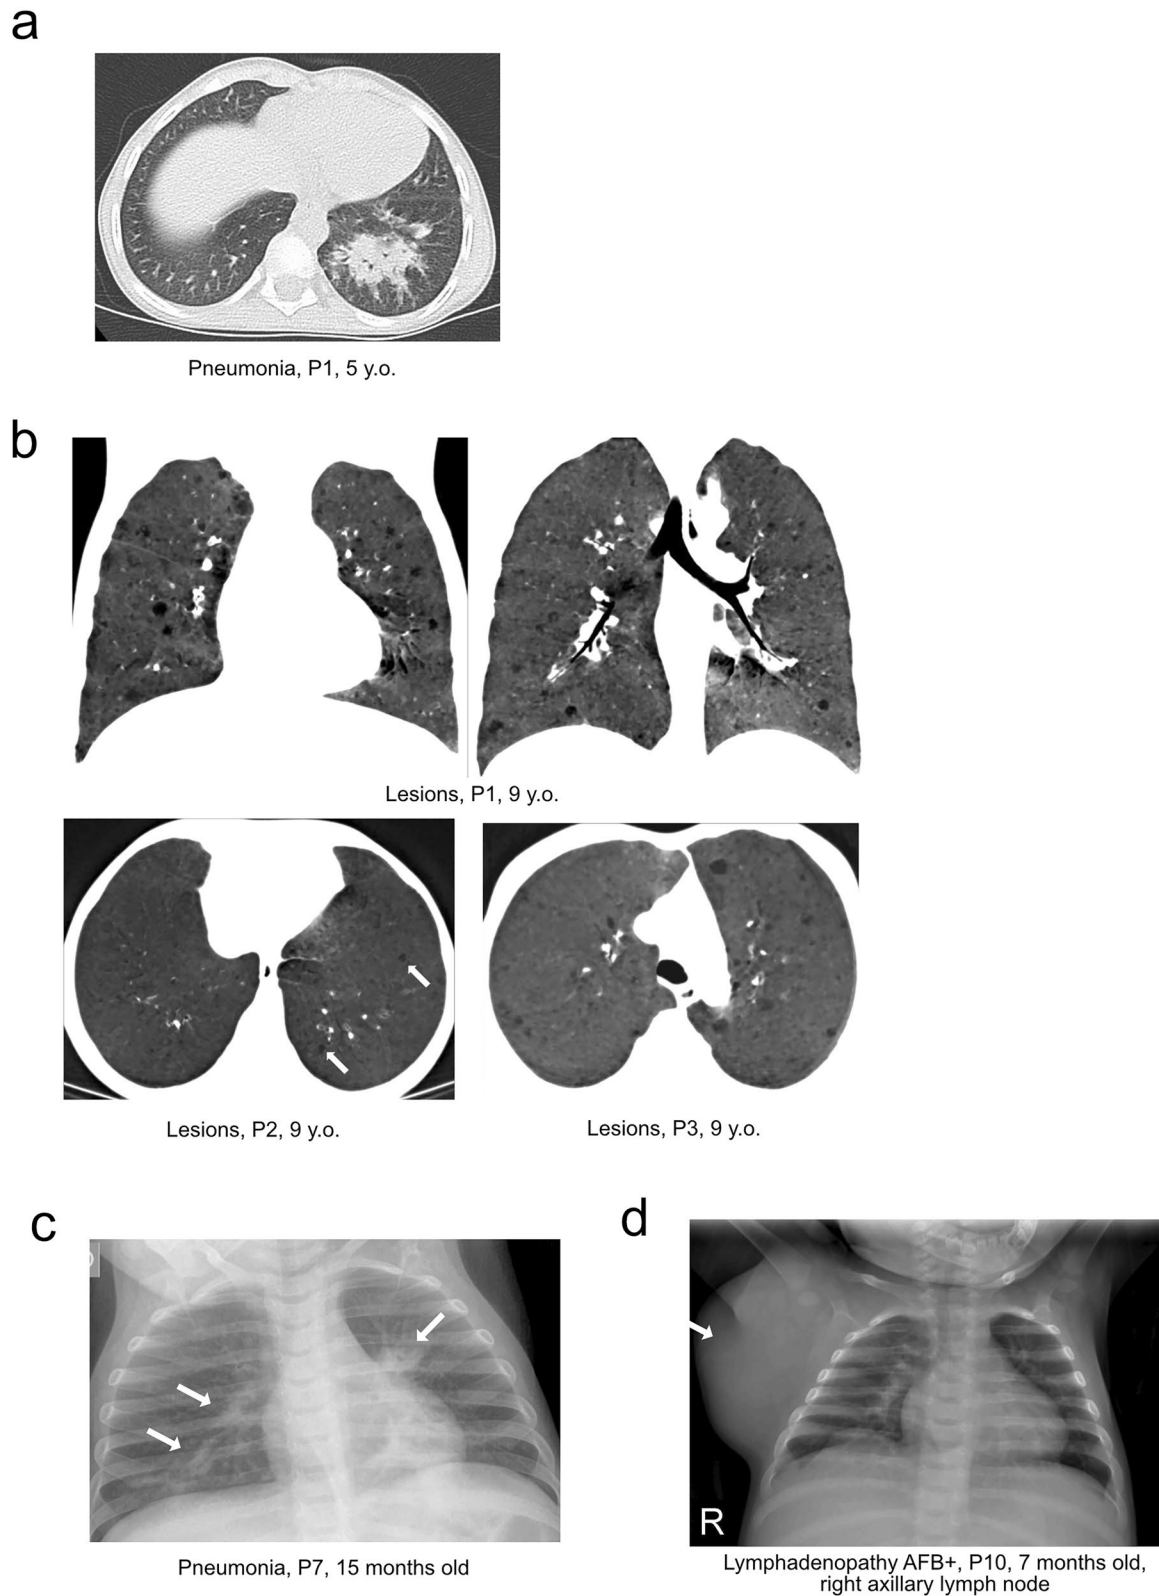 a
Pneumonia, P1, 5 y.o.
b
Lesions, P1, 9 y.o.
Lesions, P2, 9 y.o.
Lesions, P3, 9 y.o.
c
Pneumonia, P7, 15 months old
d
R
Lymphadenopathy AFB+, P10, 7 months old,
right axillary lymph node